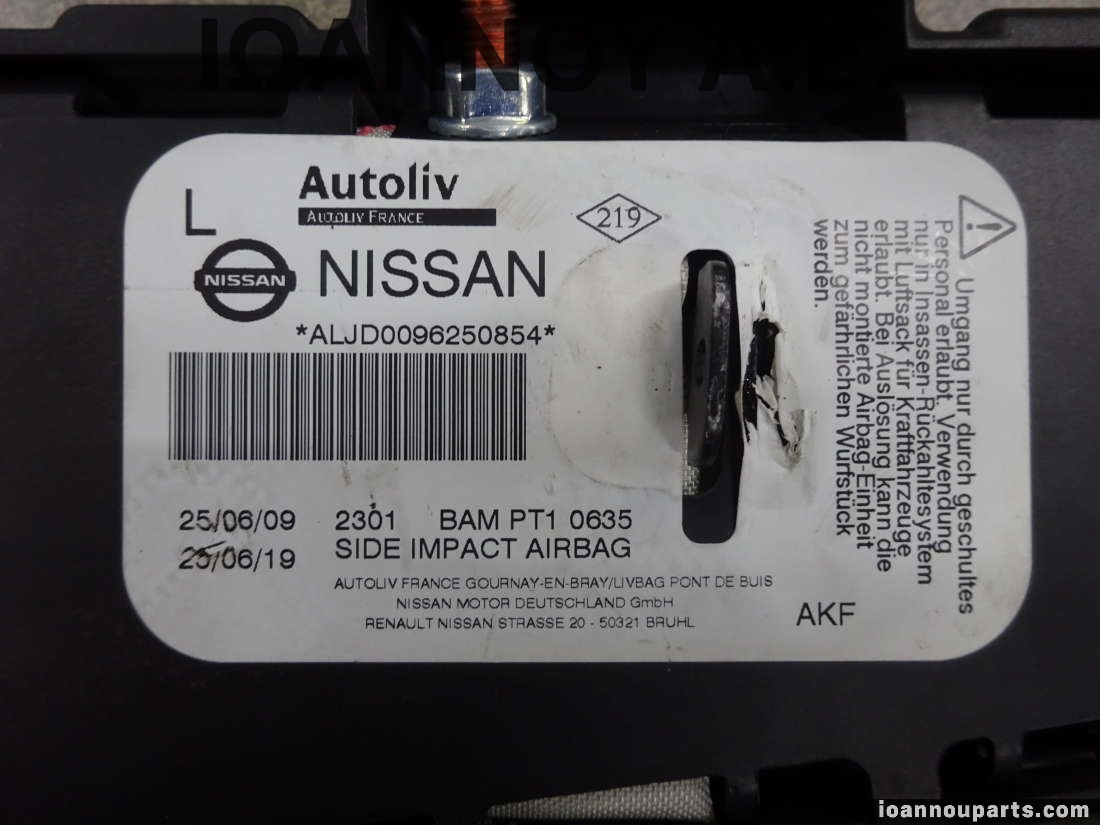 ΙΩΑΝΝΟΥ Α.Ε.
L
Autoliv
AUTOLIV FRANCE
219
NISSAN
NISSAN
*ALJD0096250854*
25/06/09 2301 BAM PT1 0635
25/06/19 SIDE IMPACT AIRBAG
AUTOLIV FRANCE GOURNAY-EN-BRAY/LIVBAG PONT DE BUIS
NISSAN MOTOR DEUTSCHLAND GmbH
RENAULT NISSAN STRASSE 20 - 50321 BRUHL
AKF
Umgang nur durch geschultes
Personal erlaubt. Verwendung
nur in Insassen-Rückahltesystem
mit Luftsack für Kraftfahrzeuge
erlaubt. Bei Auslösung kann die
nicht montierte Airbag-Einheit
zum gefährlichen Wurfstück
werden.
ioannouparts.com